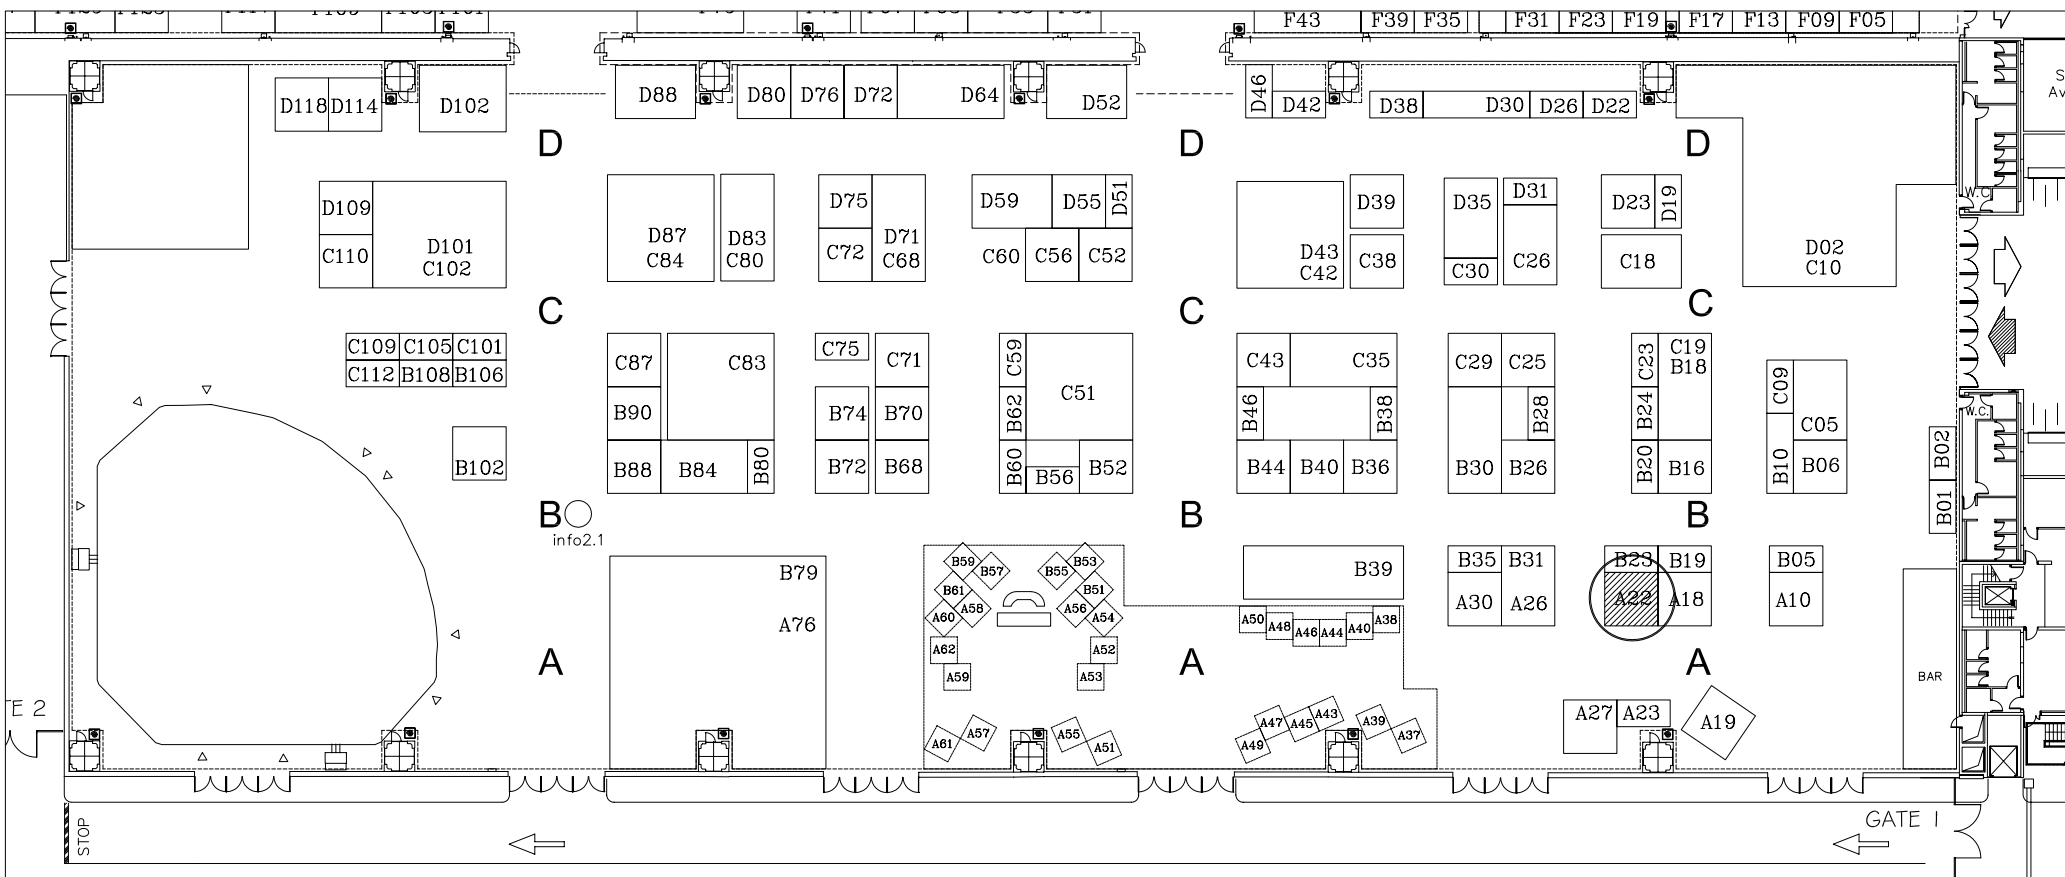 F43 F39 F35 F31 F23 F19 F17 F13 F09 F05
D118 D114 D102 D88 D80 D76 D72 D64 D52 D46 D42 D38 D30 D26 D22
D D D
D109 D101 D87 D83 D75 D71 D59 D55 D51 D43 D39 D35 D31 D23 D19 D02 W.C.
C110 C102 C84 C80 C72 C68 C60 C56 C52 C42 C38 C30 C26 C18 C10
C C C
C109 C105 C101 C87 C83 C75 C71 C59 C51 C43 C35 C29 C25 C23 C19 C09 C05
C112 B108 B106 B90 B74 B70 B62 B46 B38 B28 B24 B18 W.C.
B102 B88 B84 B80 B72 B68 B60 B56 B52 B44 B40 B36 B30 B26 B20 B16 B10 B06 B02 B01
B B B
info2.1
B79 B59 B57 B55 B53 B39 B35 B31 B23 B19 B05
B61 A58 A56 B51
A76 A60 A54 A50 A48 A46 A44 A40 A38 A30 A26 A22 A18 A10
A62 A52
A A A
A59 A53 BAR
TE 2
A61 A57 A55 A51 A49 A47 A45 A43 A39 A37 A27 A23 A19
STOP
GATE 1